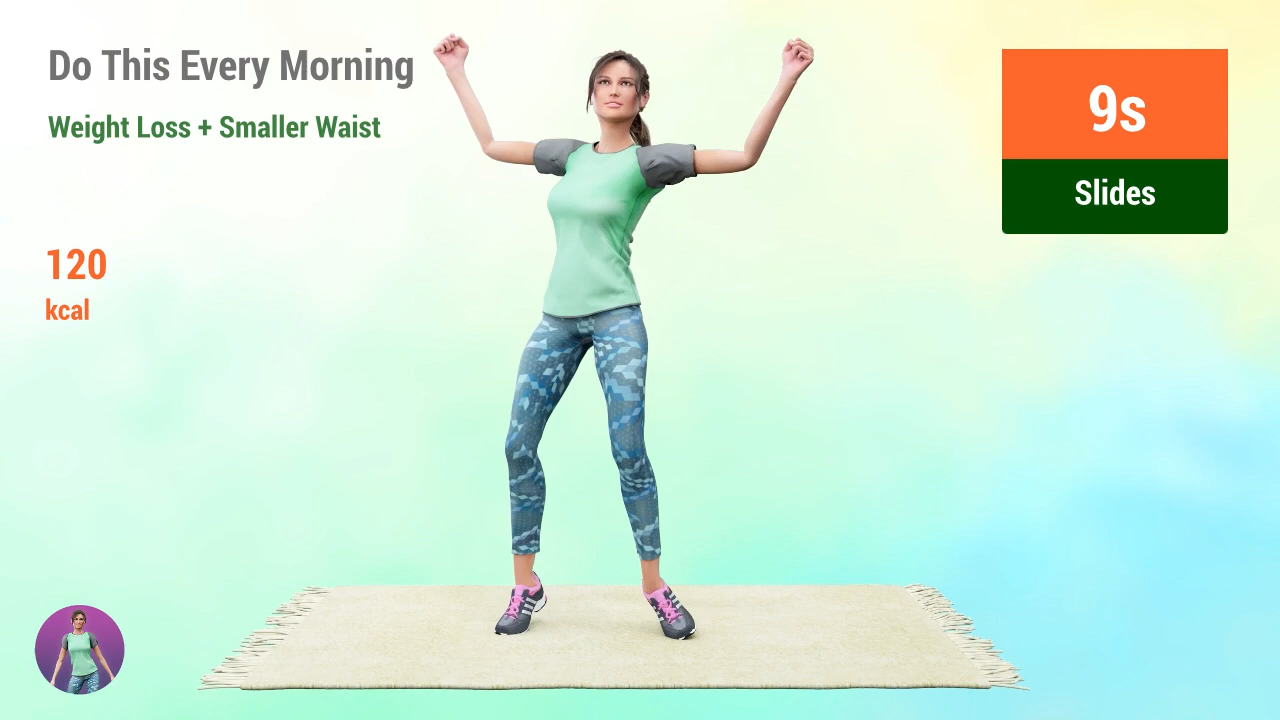 Do This Every Morning
Weight Loss + Smaller Waist
9s
Slides
120
kcal